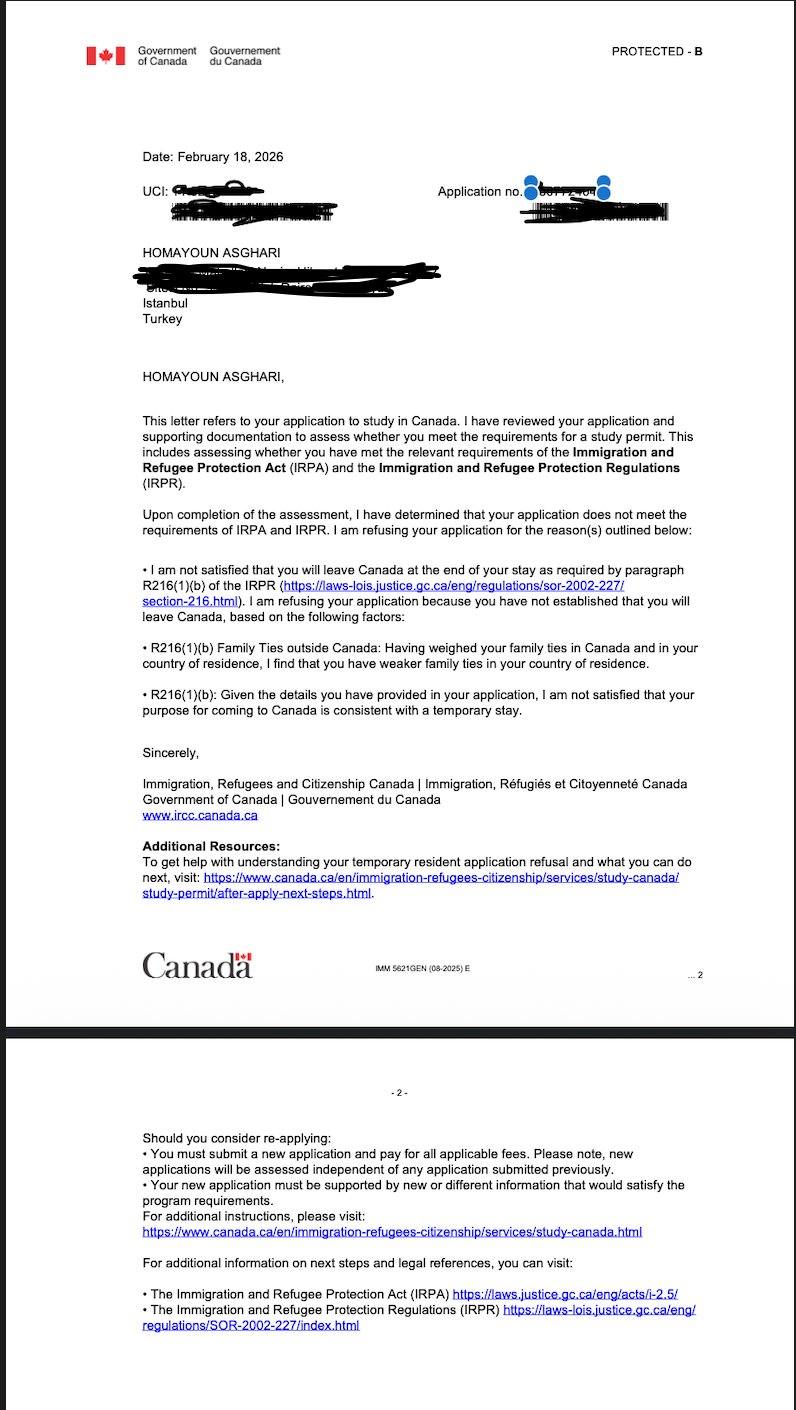 Government Gouvernement
of Canada du Canada
PROTECTED - B
Date: February 18, 2026
UCI:
Application no.
HOMAYOUN ASGHARI
Istanbul
Turkey
HOMAYOUN ASGHARI,
This letter refers to your application to study in Canada. I have reviewed your application and
supporting documentation to assess whether you meet the requirements for a study permit. This
includes assessing whether you have met the relevant requirements of the Immigration and
Refugee Protection Act (IRPA) and the Immigration and Refugee Protection Regulations
(IRPR).
Upon completion of the assessment, I have determined that your application does not meet the
requirements of IRPA and IRPR. I am refusing your application for the reason(s) outlined below:
• I am not satisfied that you will leave Canada at the end of your stay as required by paragraph
R216(1)(b) of the IRPR (https://laws-lois.justice.gc.ca/eng/regulations/sor-2002-227/
section-216.html). I am refusing your application because you have not established that you will
leave Canada, based on the following factors:
• R216(1)(b) Family Ties outside Canada: Having weighed your family ties in Canada and in your
country of residence, I find that you have weaker family ties in your country of residence.
• R216(1)(b): Given the details you have provided in your application, I am not satisfied that your
purpose for coming to Canada is consistent with a temporary stay.
Sincerely,
Immigration, Refugees and Citizenship Canada | Immigration, Réfugiés et Citoyenneté Canada
Government of Canada | Gouvernement du Canada
www.ircc.canada.ca
Additional Resources:
To get help with understanding your temporary resident application refusal and what you can do
next, visit: https://www.canada.ca/en/immigration-refugees-citizenship/services/study-canada/
study-permit/after-apply-next-steps.html.
Canada
IMM 5621GEN (08-2025) E
... 2
- 2 -
Should you consider re-applying:
• You must submit a new application and pay for all applicable fees. Please note, new
applications will be assessed independent of any application submitted previously.
• Your new application must be supported by new or different information that would satisfy the
program requirements.
For additional instructions, please visit:
https://www.canada.ca/en/immigration-refugees-citizenship/services/study-canada.html
For additional information on next steps and legal references, you can visit:
• The Immigration and Refugee Protection Act (IRPA) https://laws.justice.gc.ca/eng/acts/i-2.5/
• The Immigration and Refugee Protection Regulations (IRPR) https://laws-lois.justice.gc.ca/eng/
regulations/SOR-2002-227/index.html